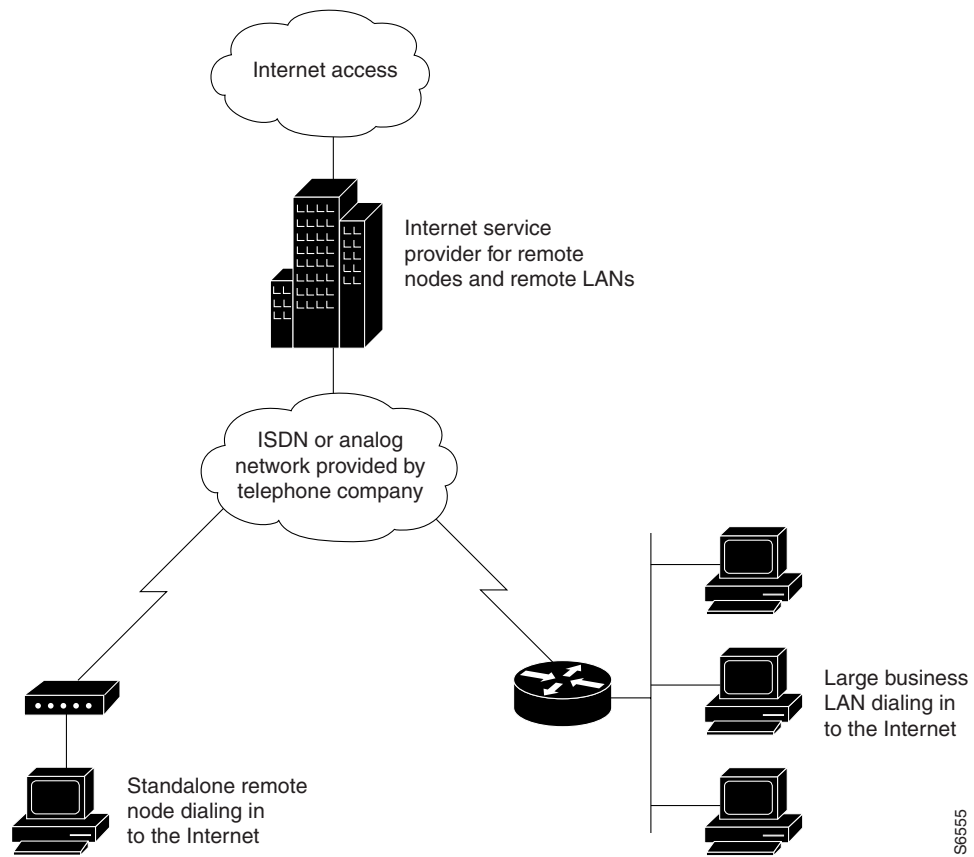 Internet access
Internet service
provider for remote
nodes and remote LANs
ISDN or analog
network provided by
telephone company
Large business
LAN dialing in
to the Internet
Standalone remote
node dialing in
to the Internet
S6555